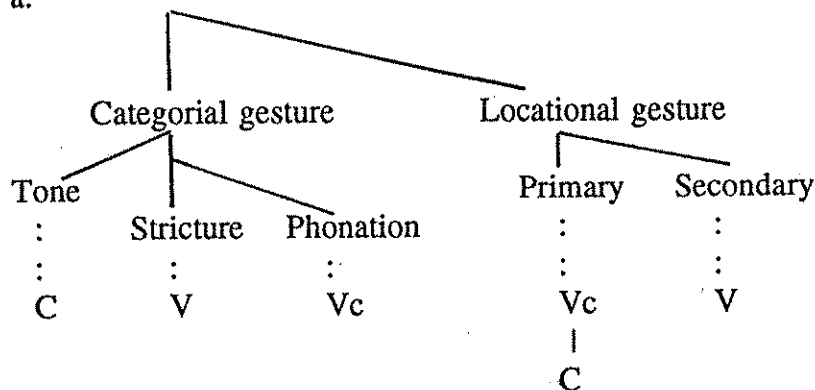 a.
Categorial gesture Locational gesture
Tone Primary Secondary
: Stricture Phonation : :
: : : : :
C V Vc Vc V
C